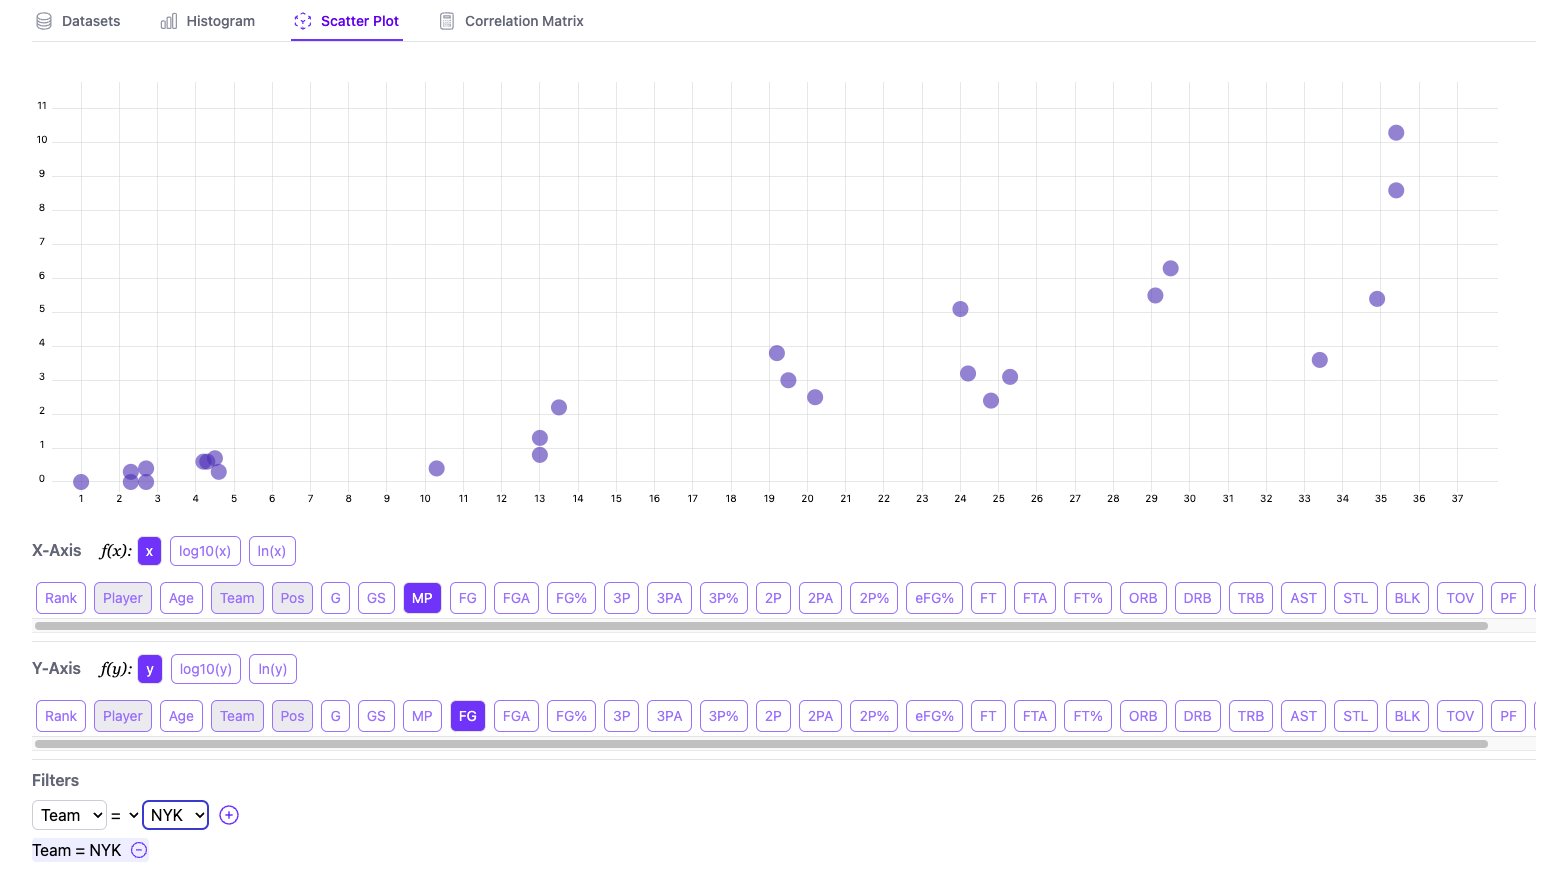 Datasets Histogram Scatter Plot Correlation Matrix
11
10
9
8
7
6
5
4
3
2
1
0
1 2 3 4 5 6 7 8 9 10 11 12 13 14 15 16 17 18 19 20 21 22 23 24 25 26 27 28 29 30 31 32 33 34 35 36 37
X-Axis f(x): x log10(x) ln(x)
Rank Player Age Team Pos G GS MP FG FGA FG% 3P 3PA 3P% 2P 2PA 2P% eFG% FT FTA FT% ORB DRB TRB AST STL BLK TOV PF
Y-Axis f(y): y log10(y) ln(y)
Rank Player Age Team Pos G GS MP FG FGA FG% 3P 3PA 3P% 2P 2PA 2P% eFG% FT FTA FT% ORB DRB TRB AST STL BLK TOV PF
Filters
Team = NYK
Team = NYK